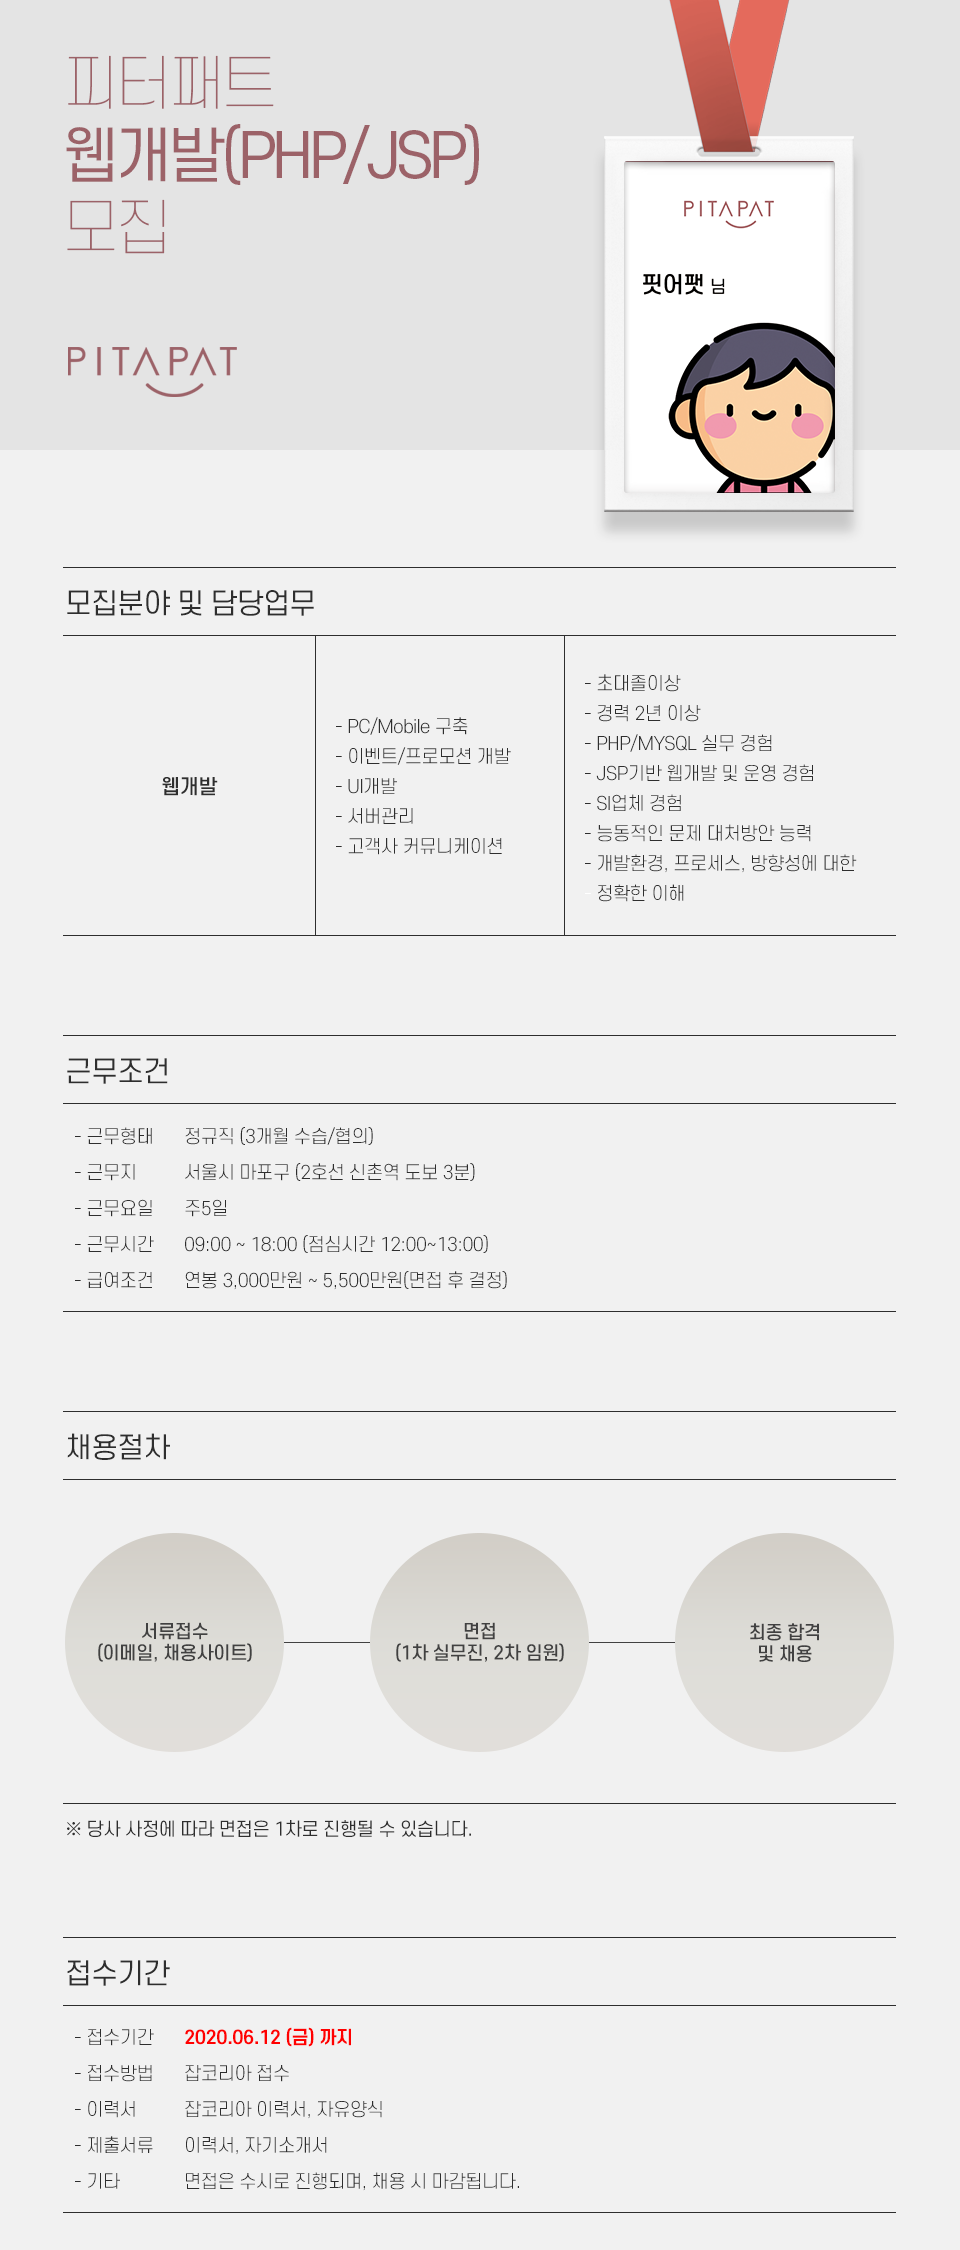 피터패트
웹개발(PHP/JSP)
모집
PITAPAT
PITAPAT
핏어팻 님
모집분야 및 담당업무
웹개발
- PC/Mobile 구축
- 이벤트/프로모션 개발
- UI개발
- 서버관리
- 고객사 커뮤니케이션
- 초대졸이상
- 경력 2년 이상
- PHP/MYSQL 실무 경험
- JSP기반 웹개발 및 운영 경험
- SI업체 경험
- 능동적인 문제 대처방안 능력
- 개발환경, 프로세스, 방향성에 대한
정확한 이해
근무조건
- 근무형태 정규직 (3개월 수습/협의)
- 근무지 서울시 마포구 (2호선 신촌역 도보 3분)
- 근무요일 주5일
- 근무시간 09:00 ~ 18:00 (점심시간 12:00~13:00)
- 급여조건 연봉 3,000만원 ~ 5,500만원(면접 후 결정)
채용절차
서류접수
(이메일, 채용사이트)
면접
(1차 실무진, 2차 임원)
최종 합격
및 채용
※ 당사 사정에 따라 면접은 1차로 진행될 수 있습니다.
접수기간
- 접수기간 2020.06.12 (금) 까지
- 접수방법 잡코리아 접수
- 이력서 잡코리아 이력서, 자유양식
- 제출서류 이력서, 자기소개서
- 기타 면접은 수시로 진행되며, 채용 시 마감됩니다.